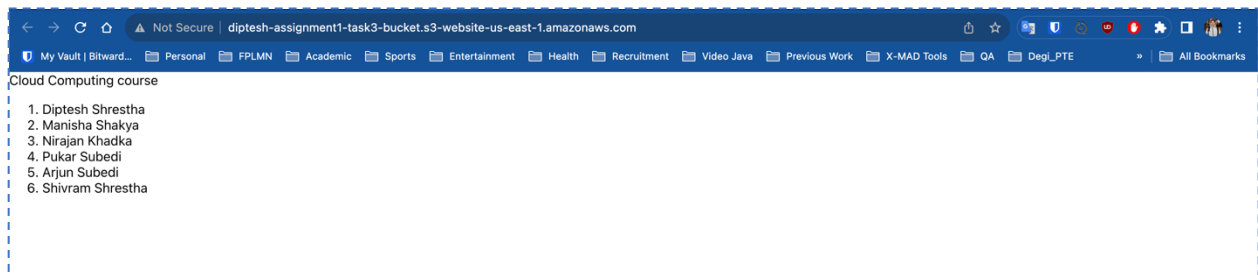 Not Secure diptesh-assignment1-task3-bucket.s3-website-us-east-1.amazonaws.com
My Vault | Bitward... Personal FPLMN Academic Sports Entertainment Health Recruitment Video Java Previous Work X-MAD Tools QA Degi_PTE » All Bookmarks
Cloud Computing course
1. Diptesh Shrestha
2. Manisha Shakya
3. Nirajan Khadka
4. Pukar Subedi
5. Arjun Subedi
6. Shivram Shrestha